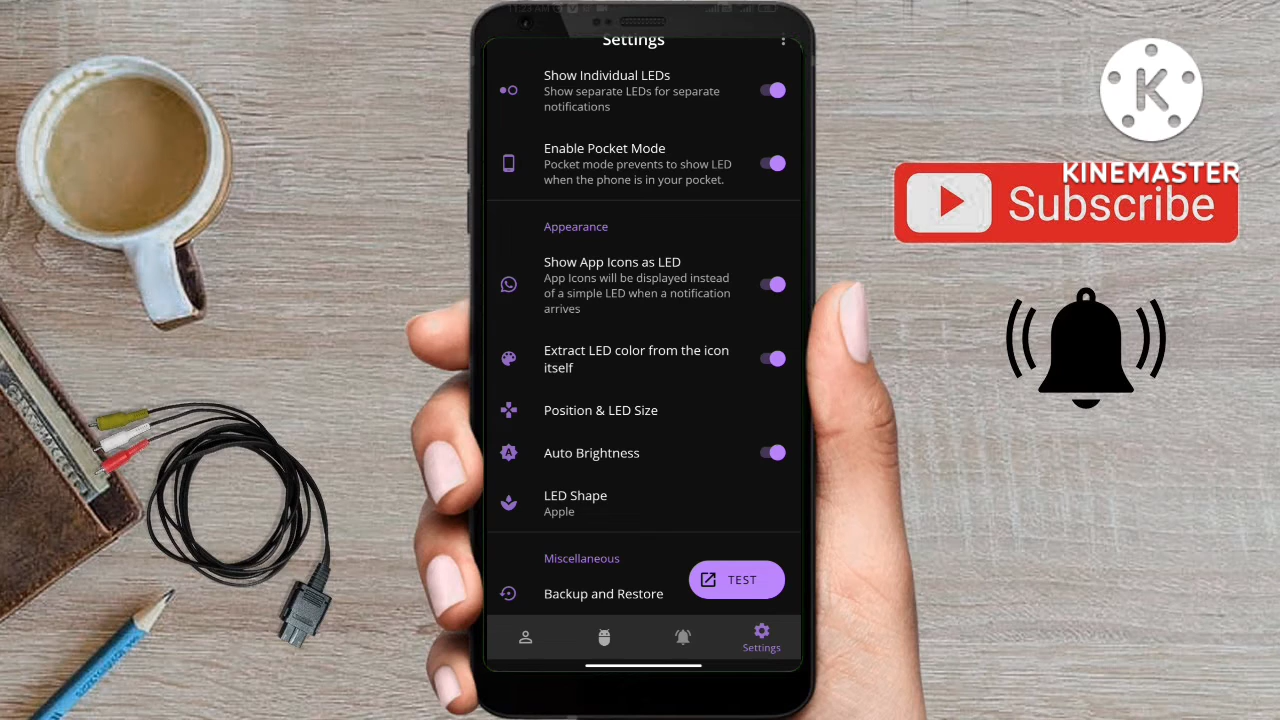 Settings
Show Individual LEDs
Show separate LEDs for separate
notifications
Enable Pocket Mode
Pocket mode prevents to show LED
when the phone is in your pocket.
Appearance
Show App Icons as LED
App Icons will be displayed instead
of a simple LED when a notification
arrives
Extract LED color from the icon
itself
Position & LED Size
Auto Brightness
LED Shape
Apple
Miscellaneous
TEST
Backup and Restore
Settings
K
KINEMASTER
Subscribe